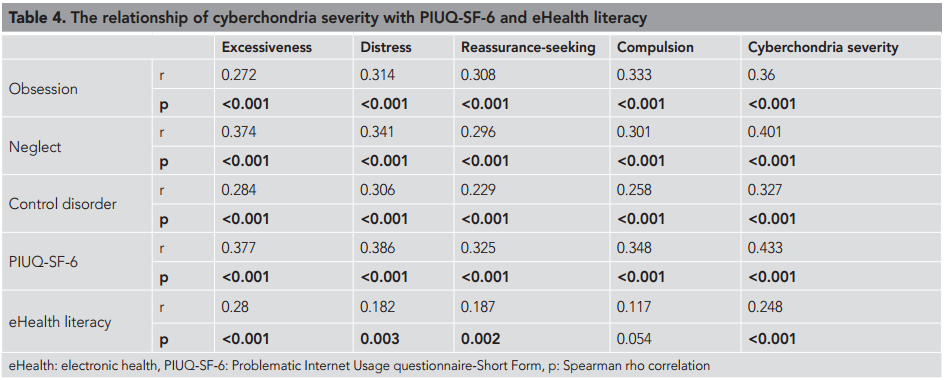 Table 4. The relationship of cyberchondria severity with PIUQ-SF-6 and eHealth literacy
Excessiveness Distress Reassurance-seeking Compulsion Cyberchondria severity
Obsession r 0.272 0.314 0.308 0.333 0.36
p <0.001 <0.001 <0.001 <0.001 <0.001
Neglect r 0.374 0.341 0.296 0.301 0.401
p <0.001 <0.001 <0.001 <0.001 <0.001
Control disorder r 0.284 0.306 0.229 0.258 0.327
p <0.001 <0.001 <0.001 <0.001 <0.001
PIUQ-SF-6 r 0.377 0.386 0.325 0.348 0.433
p <0.001 <0.001 <0.001 <0.001 <0.001
eHealth literacy r 0.28 0.182 0.187 0.117 0.248
p <0.001 0.003 0.002 0.054 <0.001
eHealth: electronic health, PIUQ-SF-6: Problematic Internet Usage questionnaire-Short Form, p: Spearman rho correlation